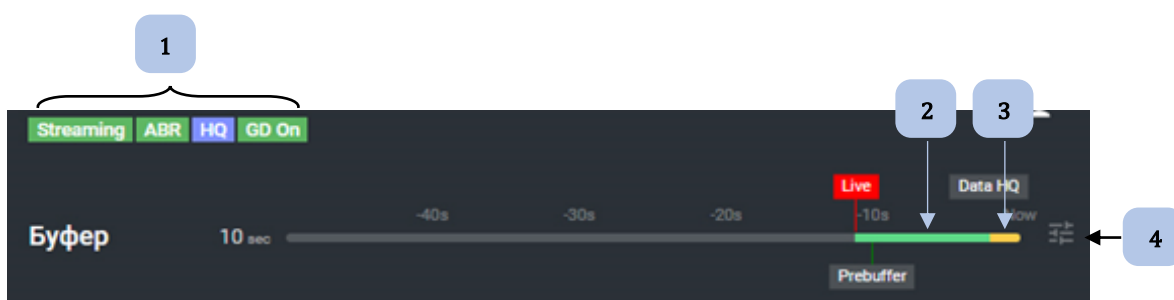 1
Streaming ABR HQ GD On
2 3
Live Data HQ
-40s -30s -20s -10s Now
Буфер 10 sec
4
Prebuffer